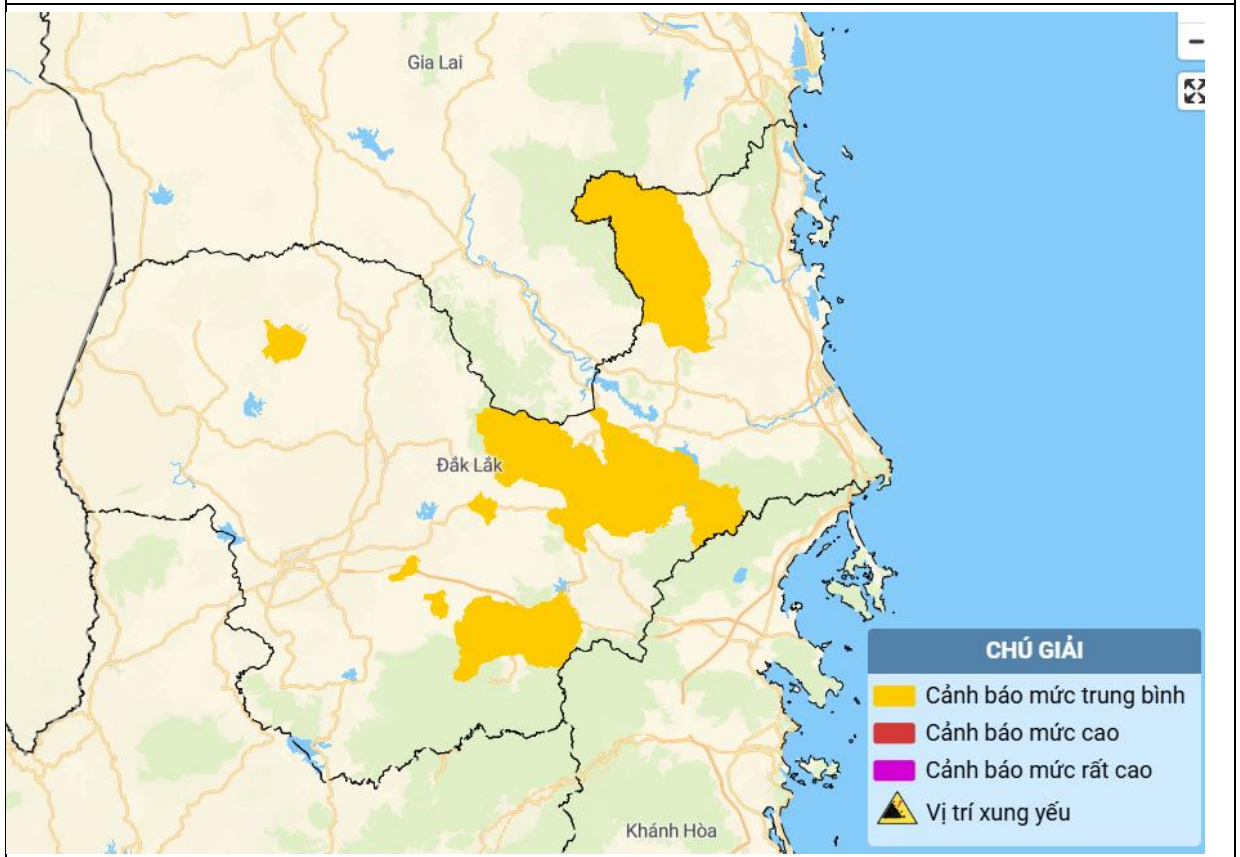 Gia Lai
Đắk Lắk
CHÚ GIẢI
Cảnh báo mức trung bình
Cảnh báo mức cao
Cảnh báo mức rất cao
Vị trí xung yếu
Khánh Hòa